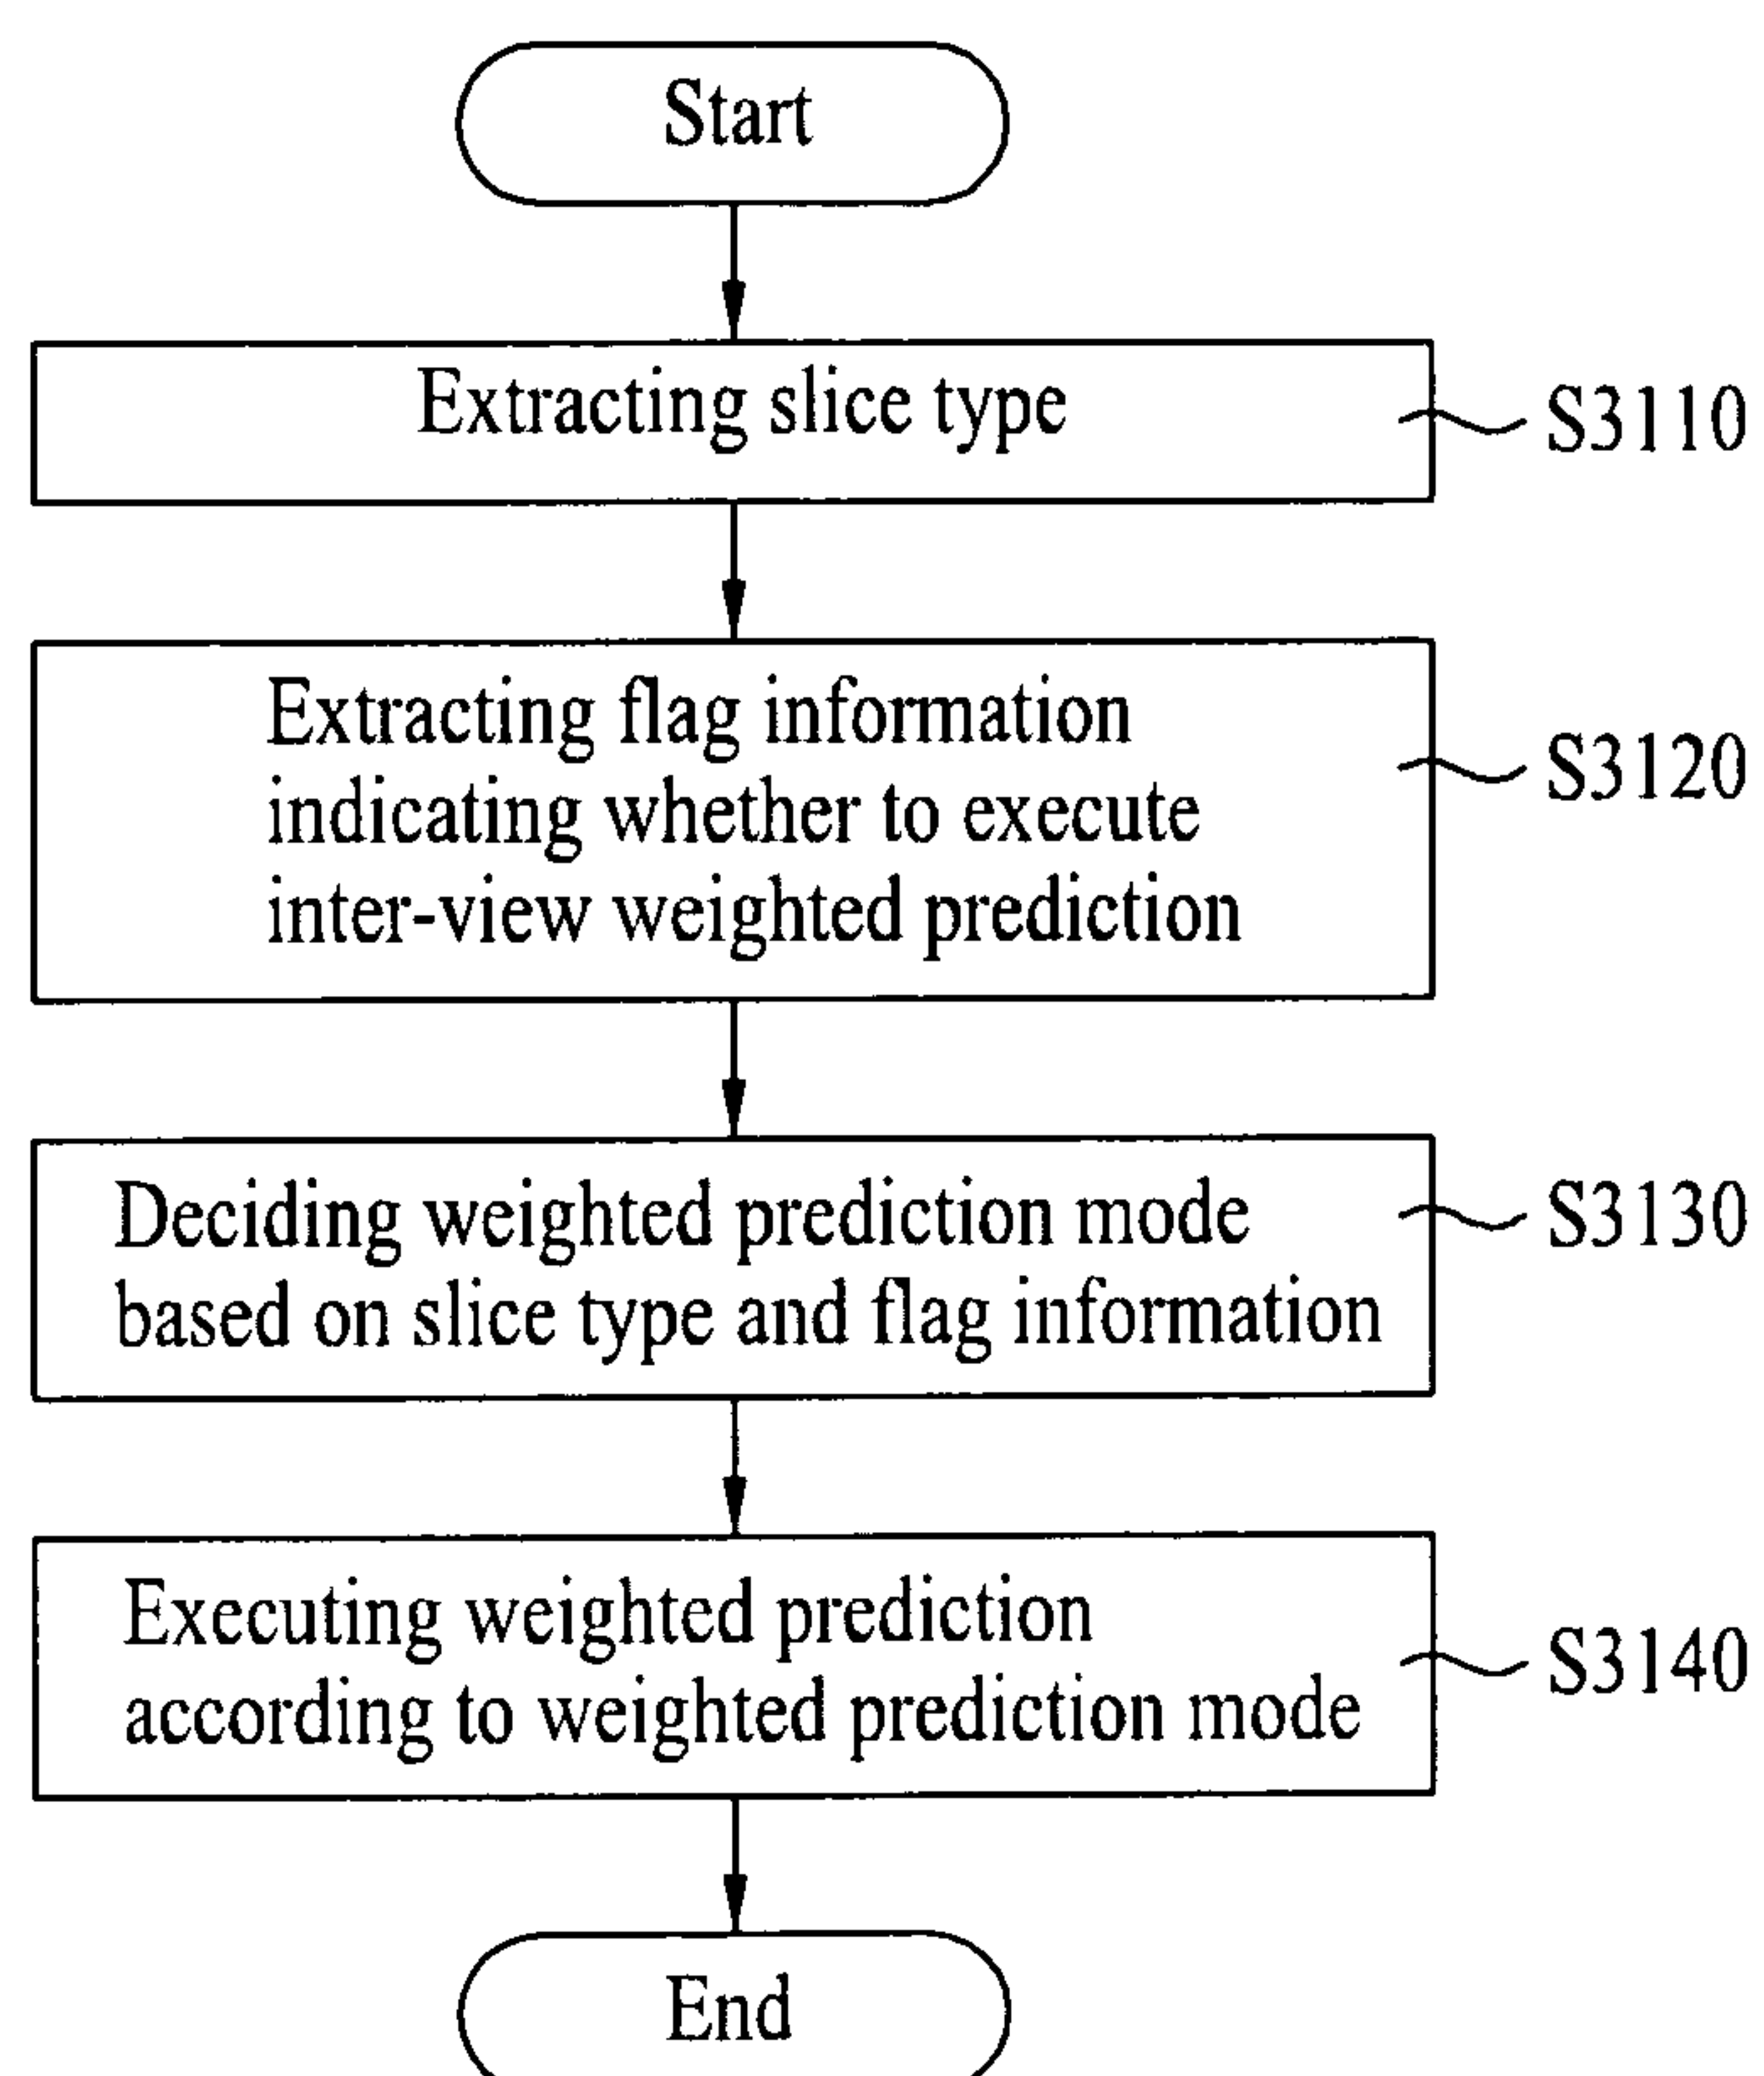 Start
Extracting slice type
S3110
Extracting flag information
indicating whether to execute
inter-view weighted prediction
S3120
Deciding weighted prediction mode
based on slice type and flag information
S3130
Executing weighted prediction
according to weighted prediction mode
S3140
End